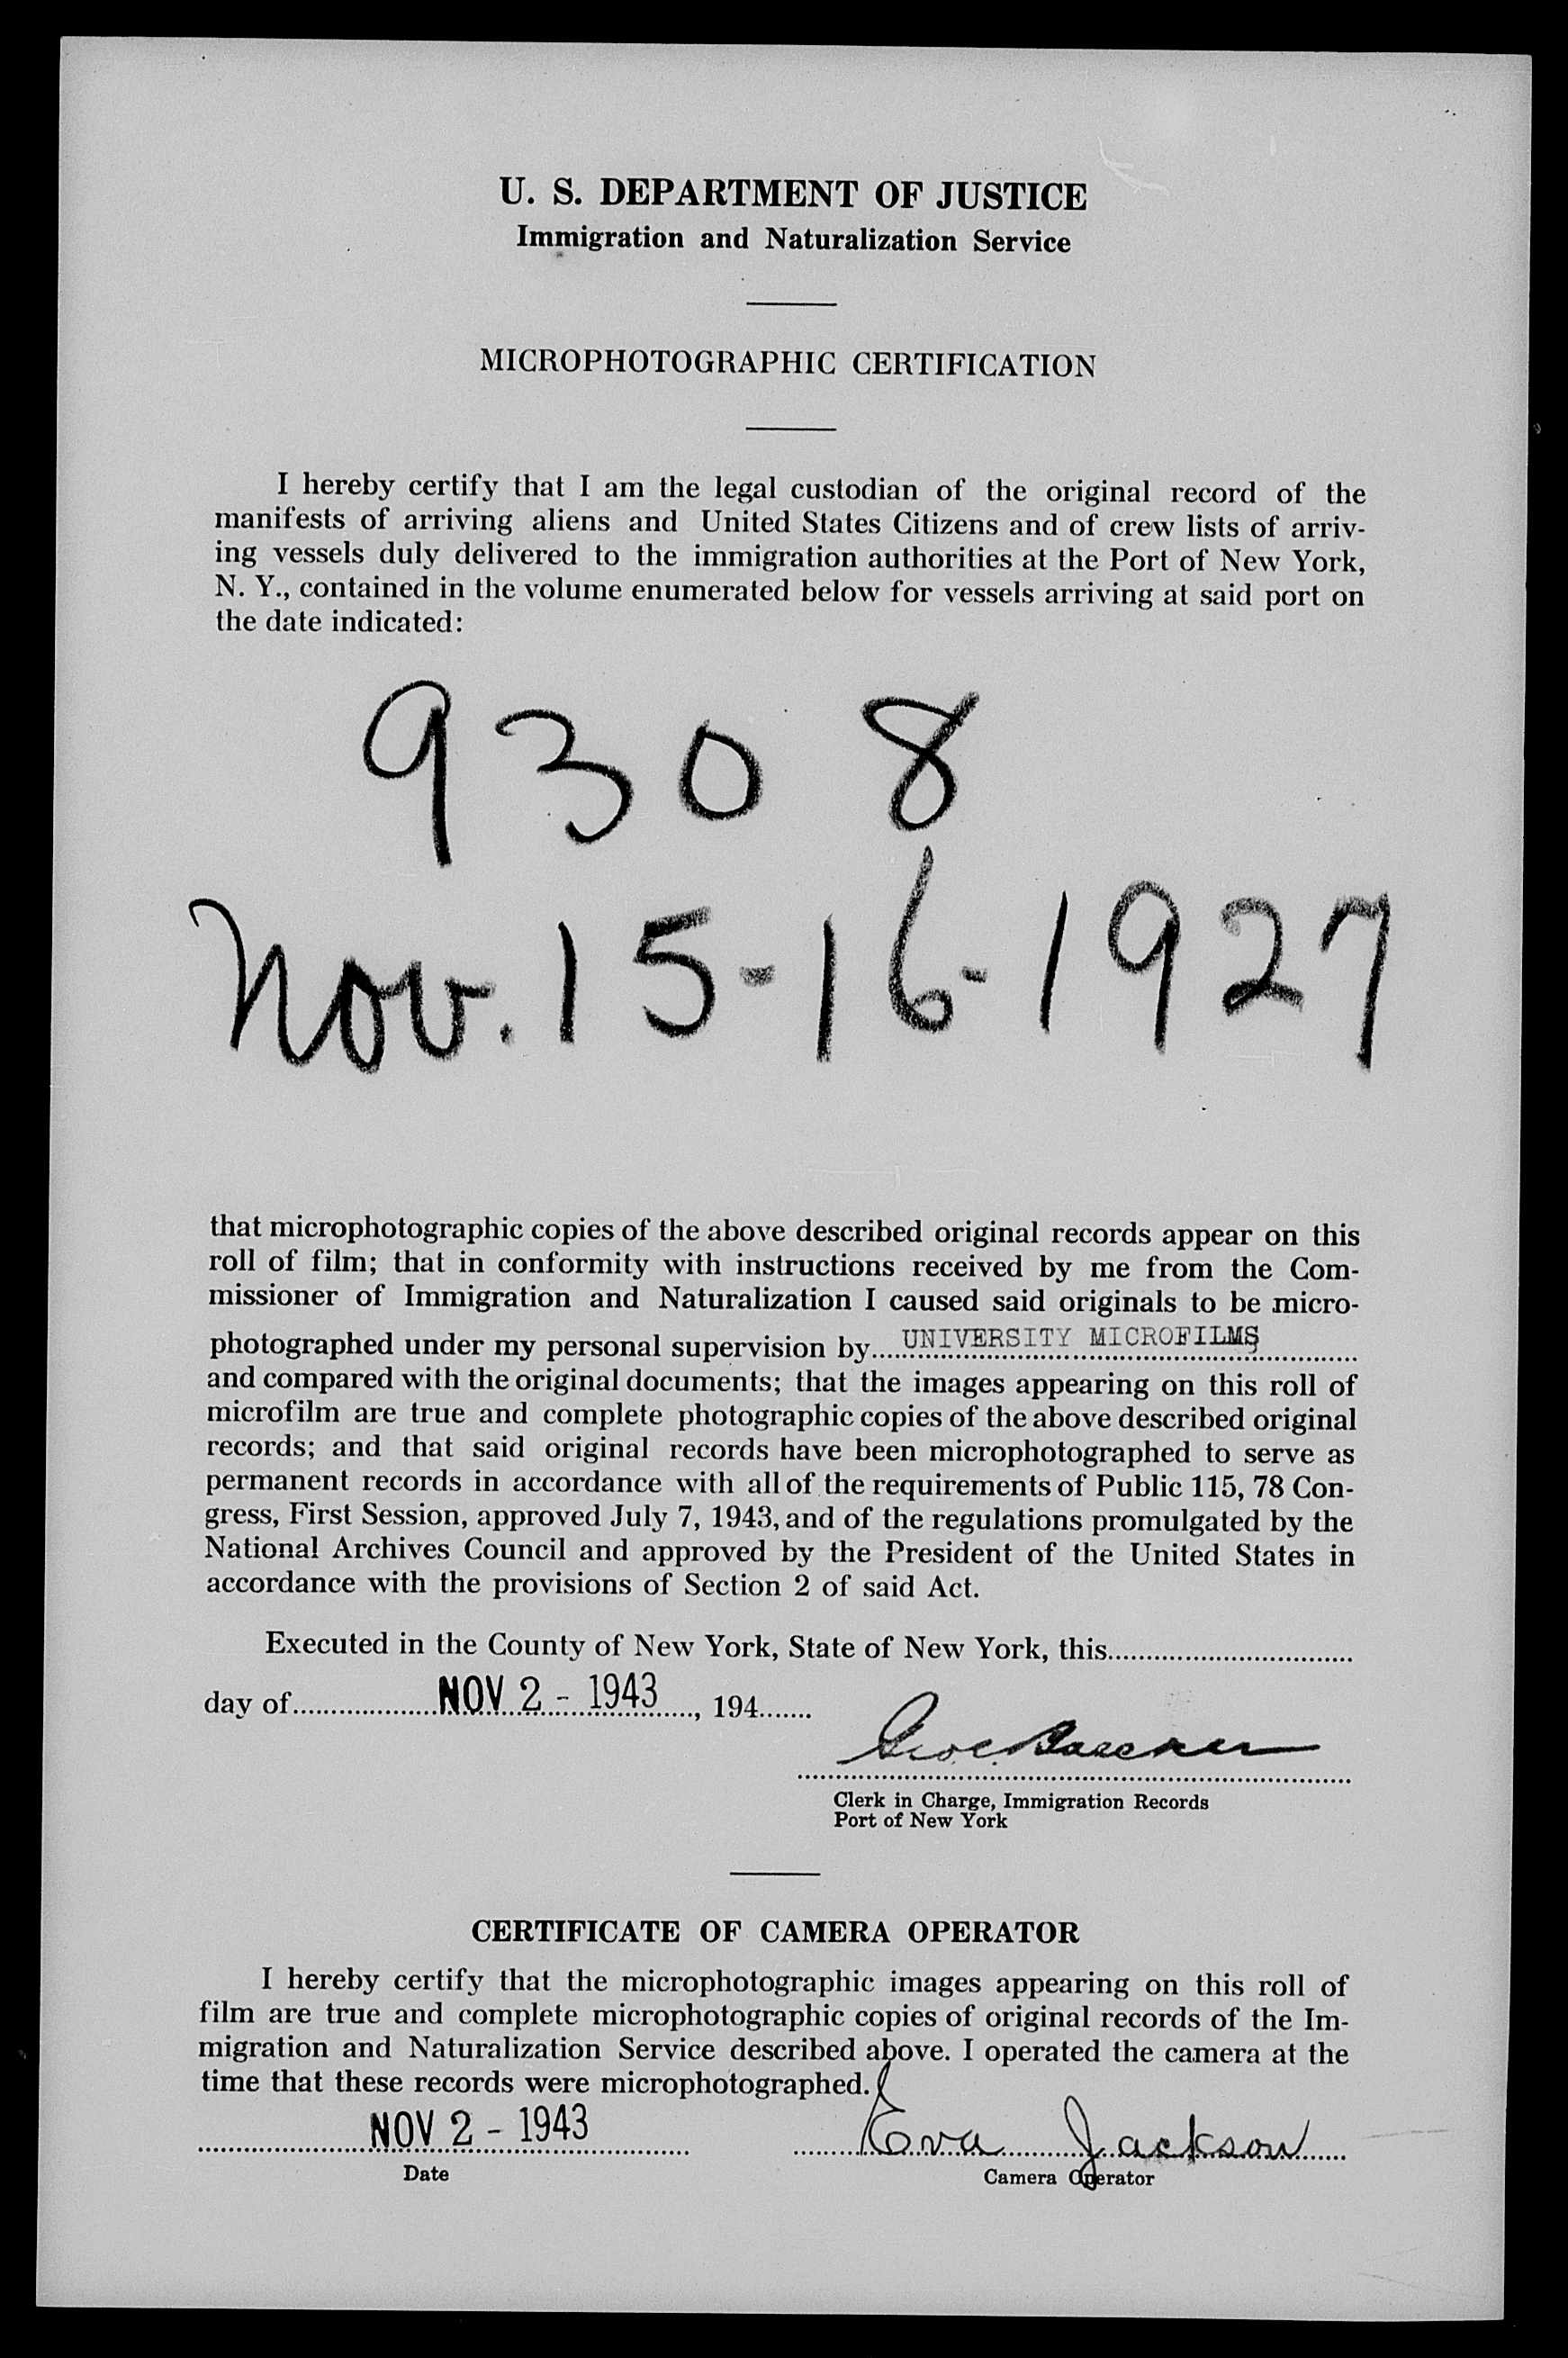 U. S. DEPARTMENT OF JUSTICE
Immigration and Naturalization Service
MICROPHOTOGRAPHIC CERTIFICATION
I hereby certify that I am the legal custodian of the original record of the
manifests of arriving aliens and United States Citizens and of crew lists of arriv-
ing vessels duly delivered to the immigration authorities at the Port of New York,
N. Y., contained in the volume enumerated below for vessels arriving at said port on
the date indicated:
9308
Nov. 15-16-1927
that microphotographic copies of the above described original records appear on this
roll of film; that in conformity with instructions received by me from the Com-
missioner of Immigration and Naturalization I caused said originals to be micro-
photographed under my personal supervision by UNIVERSITY MICROFILMS
and compared with the original documents; that the images appearing on this roll of
microfilm are true and complete photographic copies of the above described original
records; and that said original records have been microphotographed to serve as
permanent records in accordance with all of the requirements of Public 115, 78 Con-
gress, First Session, approved July 7, 1943, and of the regulations promulgated by the
National Archives Council and approved by the President of the United States in
accordance with the provisions of Section 2 of said Act.
Executed in the County of New York, State of New York, this
day of NOV 2 - 1943, 194
Clerk in Charge, Immigration Records
Port of New York
CERTIFICATE OF CAMERA OPERATOR
I hereby certify that the microphotographic images appearing on this roll of
film are true and complete microphotographic copies of original records of the Im-
migration and Naturalization Service described above. I operated the camera at the
time that these records were microphotographed.
NOV 2 - 1943 Eva Jackson
Date Camera Operator